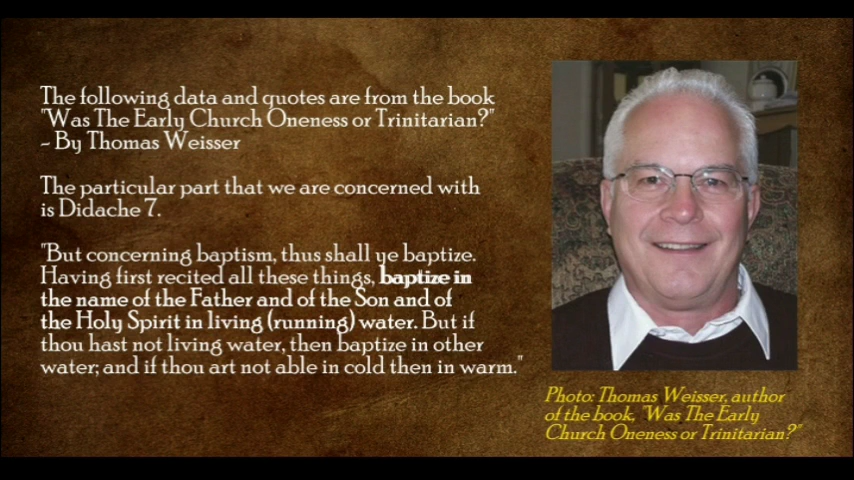 The following data and quotes are from the book
"Was The Early Church Oneness or Trinitarian?"
- By Thomas Weisser
The particular part that we are concerned with
is Didache 7.
"But concerning baptism, thus shall ye baptize.
Having first recited all these things, baptize in
the name of the Father and of the Son and of
the Holy Spirit in living (running) water. But if
thou hast not living water, then baptize in other
water; and if thou art not able in cold then in warm."
Photo: Thomas Weisser, author
of the book, "Was The Early
Church Oneness or Trinitarian?"